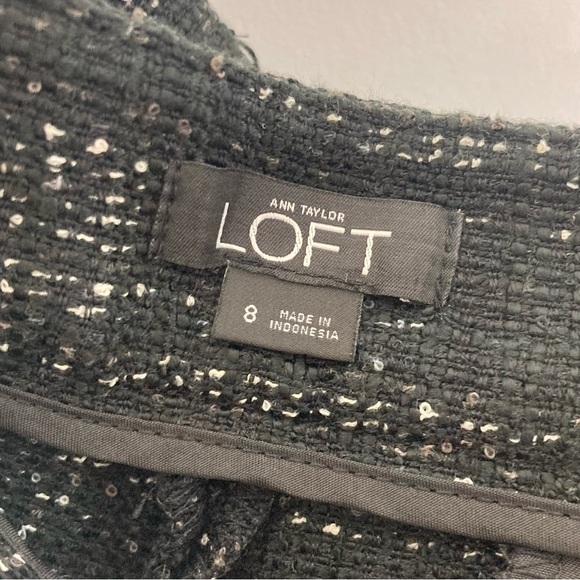 ANN TAYLOR
LOFT
8 MADE IN
INDONESIA